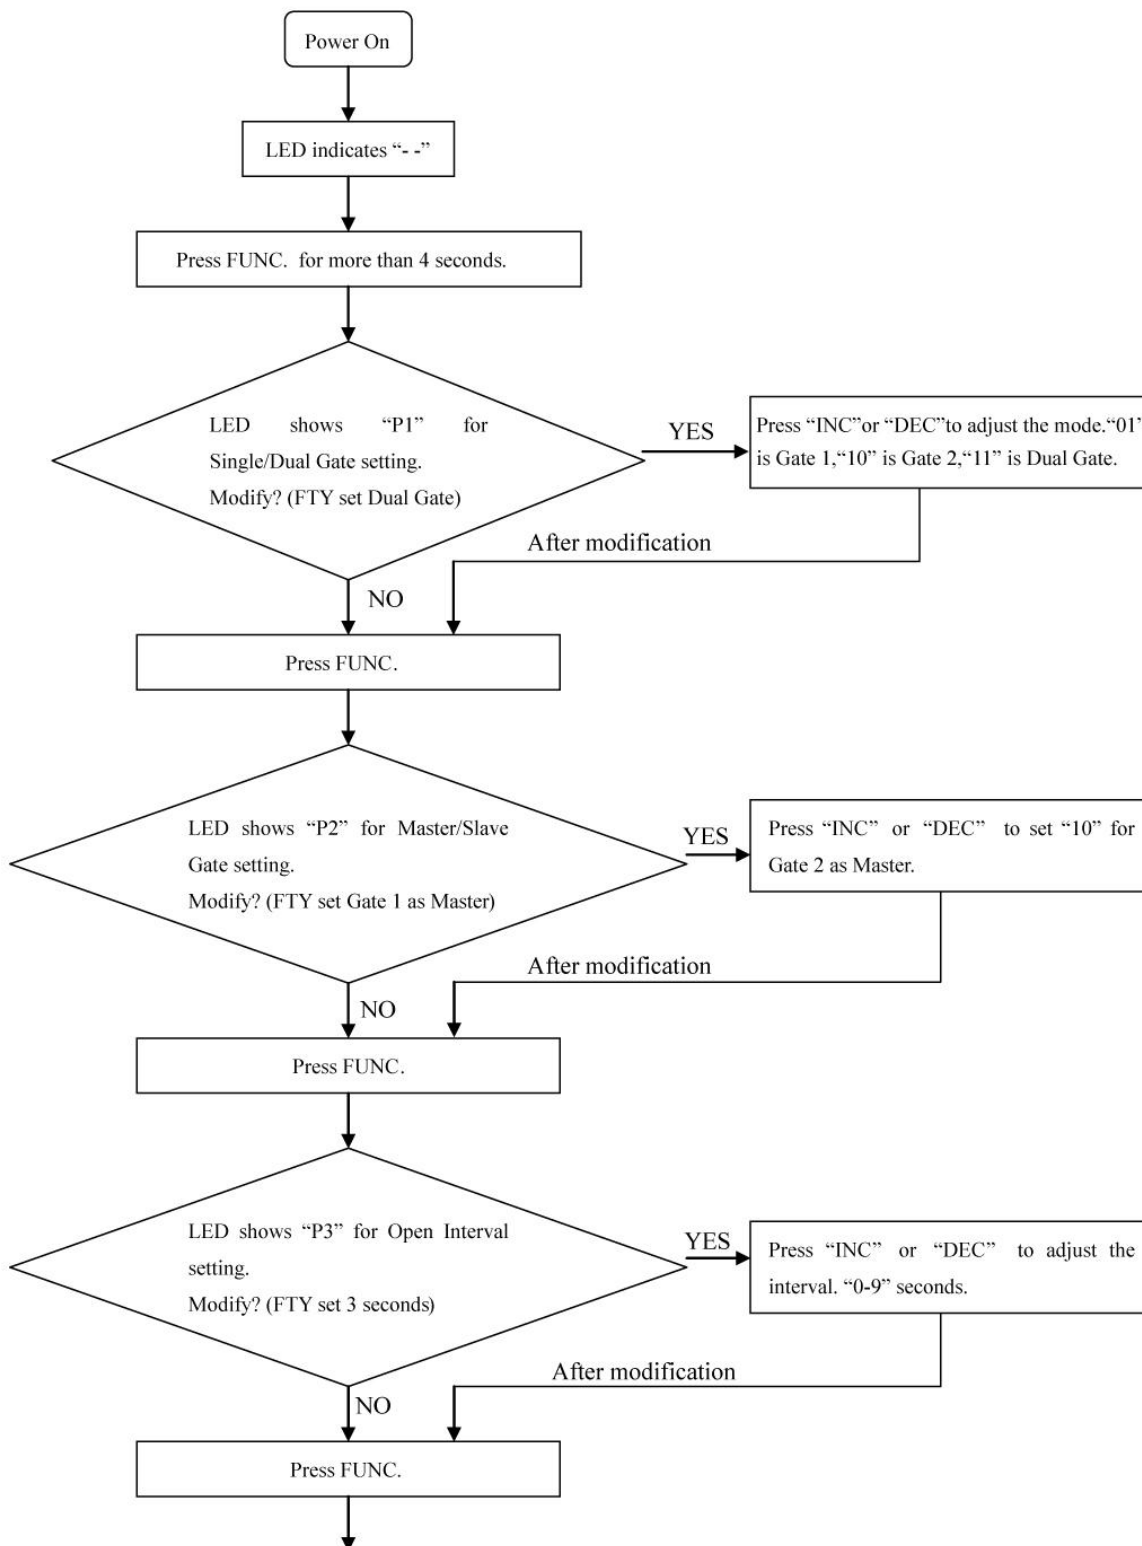 Power On
LED indicates “- -”
Press FUNC. for more than 4 seconds.
LED shows “P1” for
Single/Dual Gate setting.
Modify? (FTY set Dual Gate)
YES
Press “INC”or “DEC”to adjust the mode.“01”
is Gate 1,“10” is Gate 2,“11” is Dual Gate.
After modification
NO
Press FUNC.
LED shows “P2” for Master/Slave
Gate setting.
Modify? (FTY set Gate 1 as Master)
YES
Press “INC” or “DEC” to set “10” for
Gate 2 as Master.
After modification
NO
Press FUNC.
LED shows “P3” for Open Interval
setting.
Modify? (FTY set 3 seconds)
YES
Press “INC” or “DEC” to adjust the
interval. “0-9” seconds.
After modification
NO
Press FUNC.